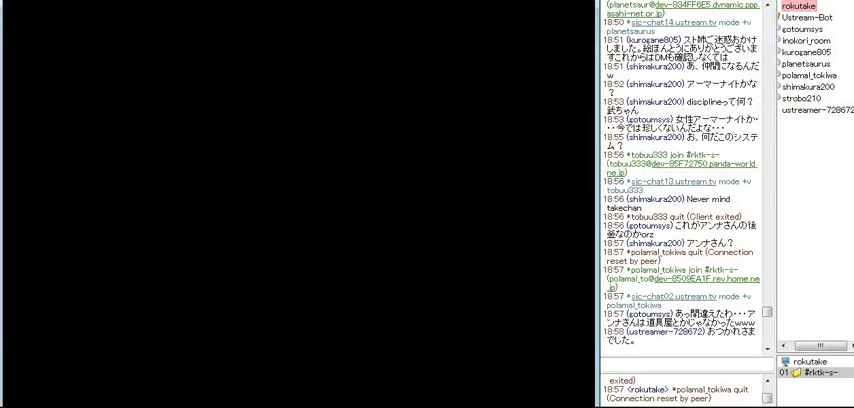 (planetsaur@dev-834FF6E5.dynamic.ppp.
asahi-net.or.jp)
18:50 *sjc-chat14.ustream.tv mode +v
planetsaurus
18:51 (kurogane805) スト姉ご迷惑おかけ
しました。絵ほんとうにありがとうございま
すこれからはDMも確認しなくては
18:51 (shimakura200) あ、仲間になるんだ
w
18:52 (shimakura200) アーマーナイトかな
?
18:53 (shimakura200) disciplineって何?
武ちゃん
18:53 (gotoumsys) 女性アーマーナイトか・
・・今では珍しくないんだよな・・・
18:55 (shimakura200) お、何だこのシステ
ム?
18:56 *tobuu333 join #rktk-s-
(tobuu333@dev-85F72750.panda-world.
ne.jp)
18:56 *sjc-chat13.ustream.tv mode +v
tobuu333
18:56 (shimakura200) Never mind
takechan
18:56 *tobuu333 quit (Client exited)
18:56 (gotoumsys) これがアンナさんの後
釜なのかorz
18:57 (shimakura200) アンナさん?
18:57 *polamal_tokiwa quit (Connection
reset by peer)
18:57 *polamal_tokiwa join #rktk-s-
(polamal_to@dev-8509EA1F.rev.home.ne
.jp)
18:57 *sjc-chat02.ustream.tv mode +v
polamal_tokiwa
18:57 (gotoumsys) あっ間違えたわ・・・ア
ンナさんは道具屋とかじゃなかったwww
18:58 (ustreamer-728672) おつかれさま
でした。
exited)
18:57 <rokutake> *polamal_tokiwa quit
(Connection reset by peer)
rokutake
Ustream-Bot
gotoumsys
inokori_room
kurogane805
planetsaurus
polamal_tokiwa
shimakura200
strobo210
ustreamer-728672
rokutake
01: #rktk-s-